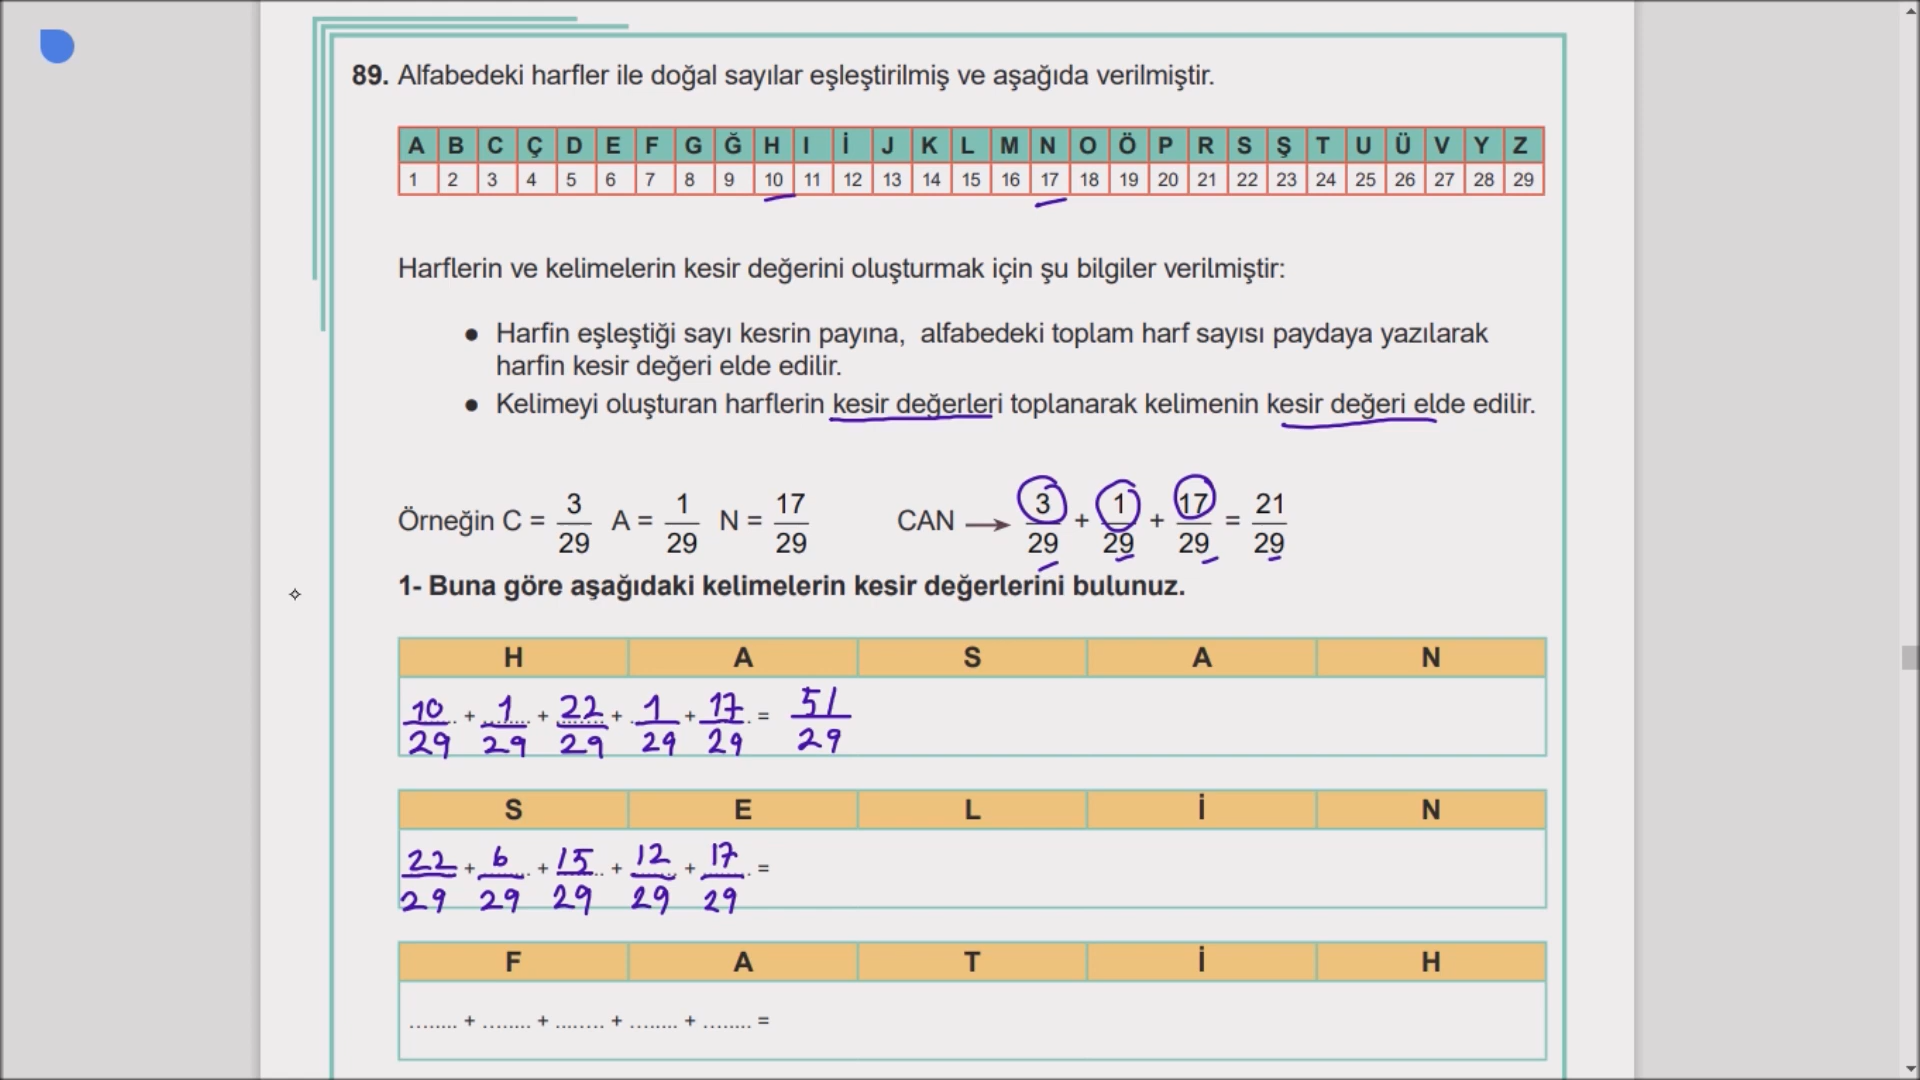 89. Alfabedeki harfler ile doğal sayılar eşleştirilmiş ve aşağıda verilmiştir.
A B C Ç D E F G Ğ H I İ J K L M N O Ö P R S Ş T U Ü V Y Z
1 2 3 4 5 6 7 8 9 10 11 12 13 14 15 16 17 18 19 20 21 22 23 24 25 26 27 28 29
Harflerin ve kelimelerin kesir değerini oluşturmak için şu bilgiler verilmiştir:
● Harfin eşleştiği sayı kesrin payına, alfabedeki toplam harf sayısı paydaya yazılarak
harfin kesir değeri elde edilir.
● Kelimeyi oluşturan harflerin kesir değerleri toplanarak kelimenin kesir değeri elde edilir.
Örneğin C = 3/29 A = 1/29 N = 17/29 CAN → 3/29 + 1/29 + 17/29 = 21/29
1- Buna göre aşağıdaki kelimelerin kesir değerlerini bulunuz.
H A S A N
10/29 + 1/29 + 22/29 + 1/29 + 17/29 = 51/29
S E L İ N
22/29 + 6/29 + 15/29 + 12/29 + 17/29 =
F A T İ H
........ + ........ + ........ + ........ + ........ =